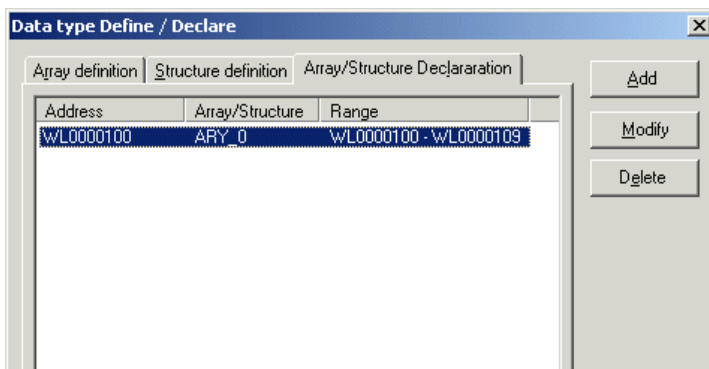 Data type Define / Declare
Array definition Structure definition Array/Structure Declararation
Add
Address Array/Structure Range
Modify
WL0000100 ARY_0 WL0000100 - WL0000109
Delete